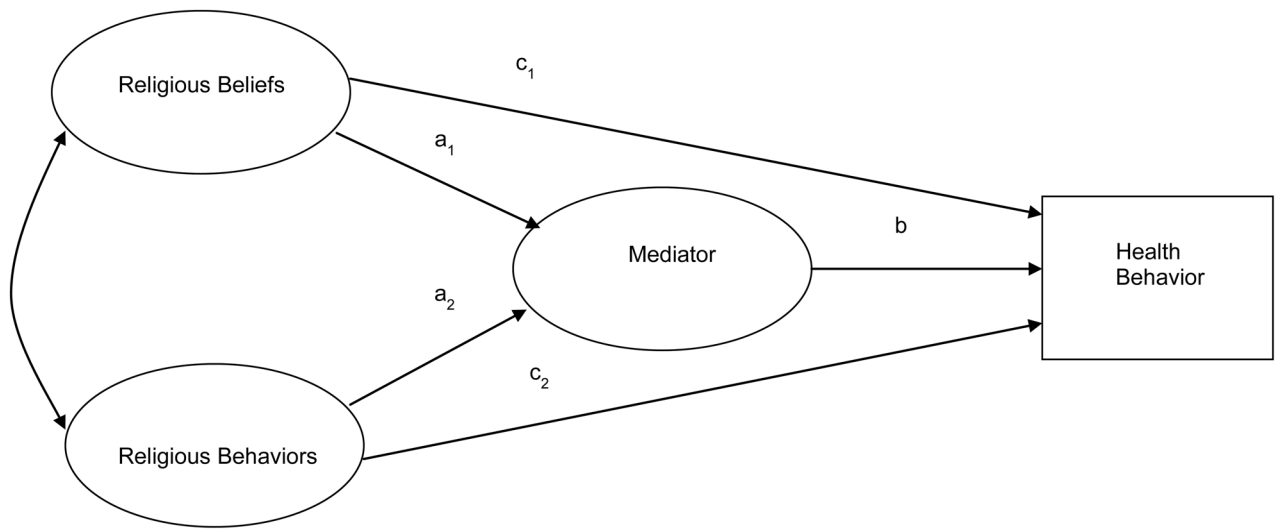 c₁
Religious Beliefs
a₁
b
Mediator
Health
Behavior
a₂
c₂
Religious Behaviors